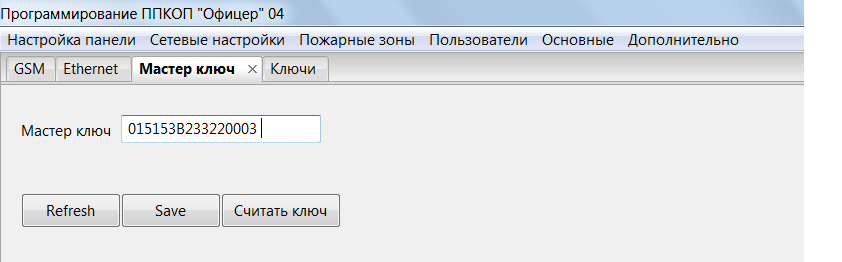 Программирование ППКОП "Офицер" 04
Настройка панели Сетевые настройки Пожарные зоны Пользователи Основные Дополнительно
GSM Ethernet Мастер ключ × Ключи
Мастер ключ 015153B233220003
Refresh Save Считать ключ